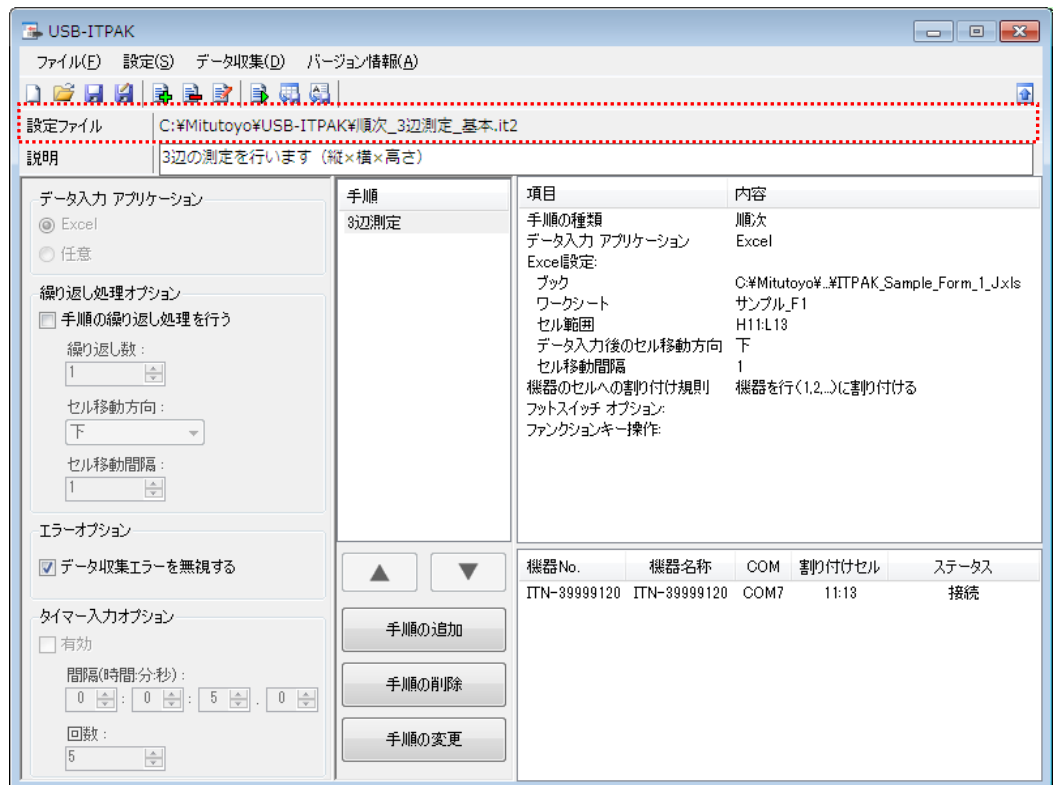 USB-ITPAK
ファイル(F) 設定(S) データ収集(D) バージョン情報(A)
設定ファイル C:¥Mitutoyo¥USB-ITPAK¥順次_3辺測定_基本.it2
説明 3辺の測定を行います（縦×横×高さ）
データ入力 アプリケーション
Excel
任意
繰り返し処理オプション
手順の繰り返し処理を行う
繰り返し数 :
1
セル移動方向 :
下
セル移動間隔 :
1
エラーオプション
データ収集エラーを無視する
タイマー入力オプション
有効
間隔(時間:分:秒) :
0 : 0 : 5 . 0
回数 :
5
手順
3辺測定
手順の追加
手順の削除
手順の変更
項目 内容
手順の種類 順次
データ入力 アプリケーション Excel
Excel設定:
ブック C:¥Mitutoyo¥...¥ITPAK_Sample_Form_1_J.xls
ワークシート サンプル_F1
セル範囲 H11:L13
データ入力後のセル移動方向 下
セル移動間隔 1
機器のセルへの割り付け規則 機器を行(1,2...)に割り付ける
フットスイッチ オプション:
ファンクションキー操作:
機器No. 機器名称 COM 割り付けセル ステータス
ITN-39999120 ITN-39999120 COM7 11:13 接続